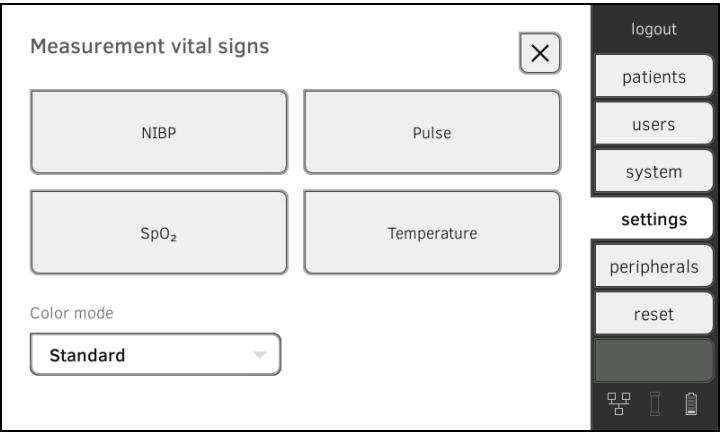 Measurement vital signs
NIBP
Pulse
SpO₂
Temperature
Color mode
Standard
logout
patients
users
system
settings
peripherals
reset